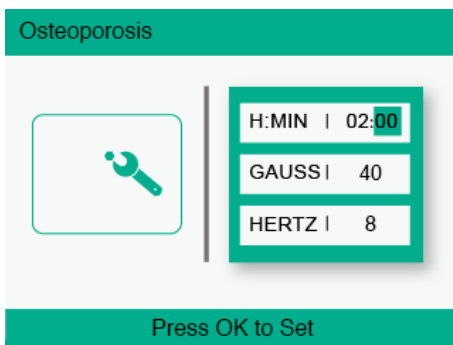 Osteoporosis
H:MIN | 02:00
GAUSS | 40
HERTZ | 8
Press OK to Set